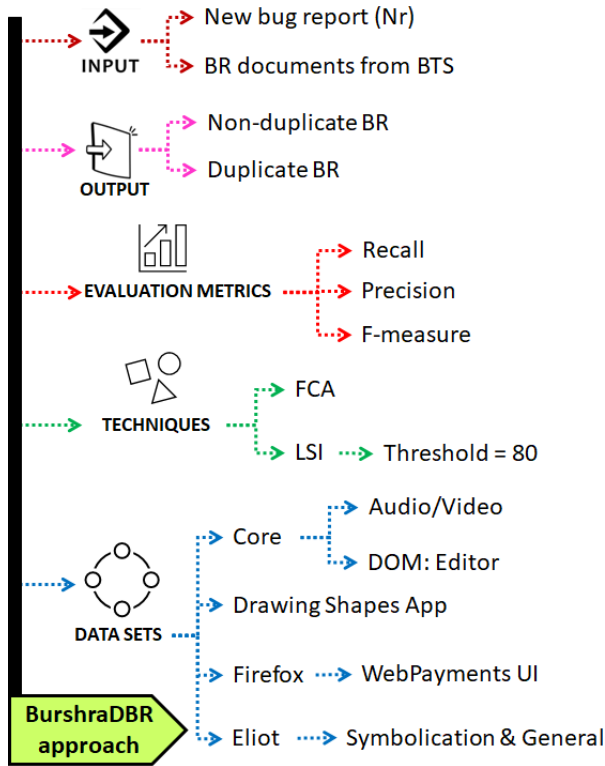 New bug report (Nr)
INPUT
BR documents from BTS
Non-duplicate BR
OUTPUT
Duplicate BR
Recall
EVALUATION METRICS
Precision
F-measure
FCA
TECHNIQUES
LSI
Threshold = 80
Audio/Video
Core
DOM: Editor
DATA SETS
Drawing Shapes App
Firefox
WebPayments UI
BurshraDBR
approach
Eliot
Symbolication & General